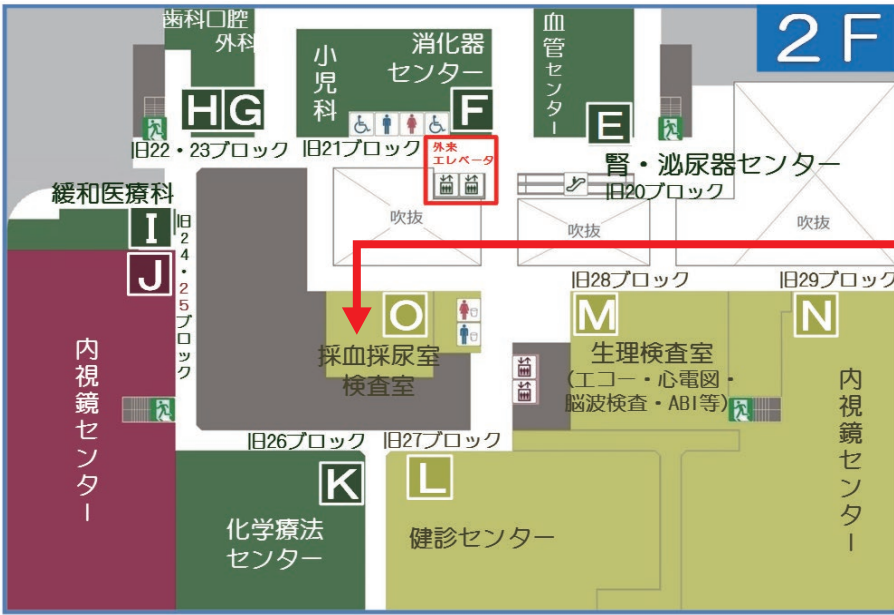 2F
歯科口腔
外科
小児科
消化器
センター
血管センター
H
G
F
E
旧22・23ブロック
旧21ブロック
外来
エレベータ
腎・泌尿器センター
旧20ブロック
緩和医療科
I
旧24・25ブロック
吹抜
吹抜
吹抜
J
旧28ブロック
旧29ブロック
O
M
N
採血採尿室
検査室
生理検査室
(エコー・心電図・
脳波検査・ABI等)
内視鏡センター
内視鏡センター
旧26ブロック
旧27ブロック
K
L
化学療法
センター
健診センター